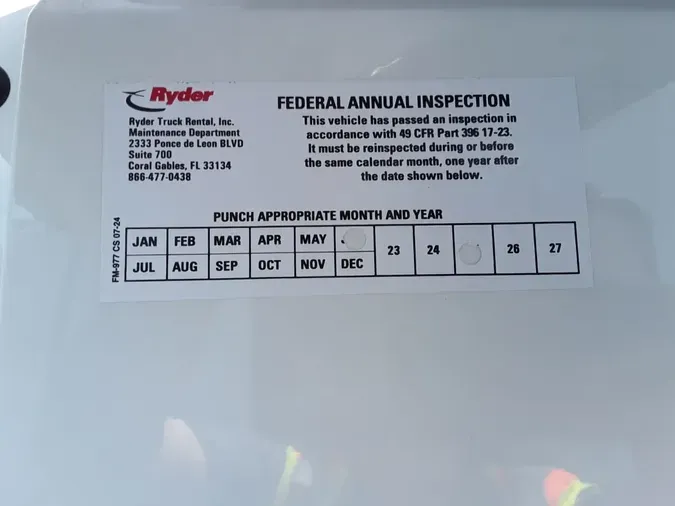 Ryder
Ryder Truck Rental, Inc.
Maintenance Department
2333 Ponce de Leon BLVD
Suite 700
Coral Gables, FL 33134
866-477-0438
FEDERAL ANNUAL INSPECTION
This vehicle has passed an inspection in
accordance with 49 CFR Part 396 17-23.
It must be reinspected during or before
the same calendar month, one year after
the date shown below.
PUNCH APPROPRIATE MONTH AND YEAR
JAN FEB MAR APR MAY
23 24 26 27
JUL AUG SEP OCT NOV DEC
FM-977 CS 07-24